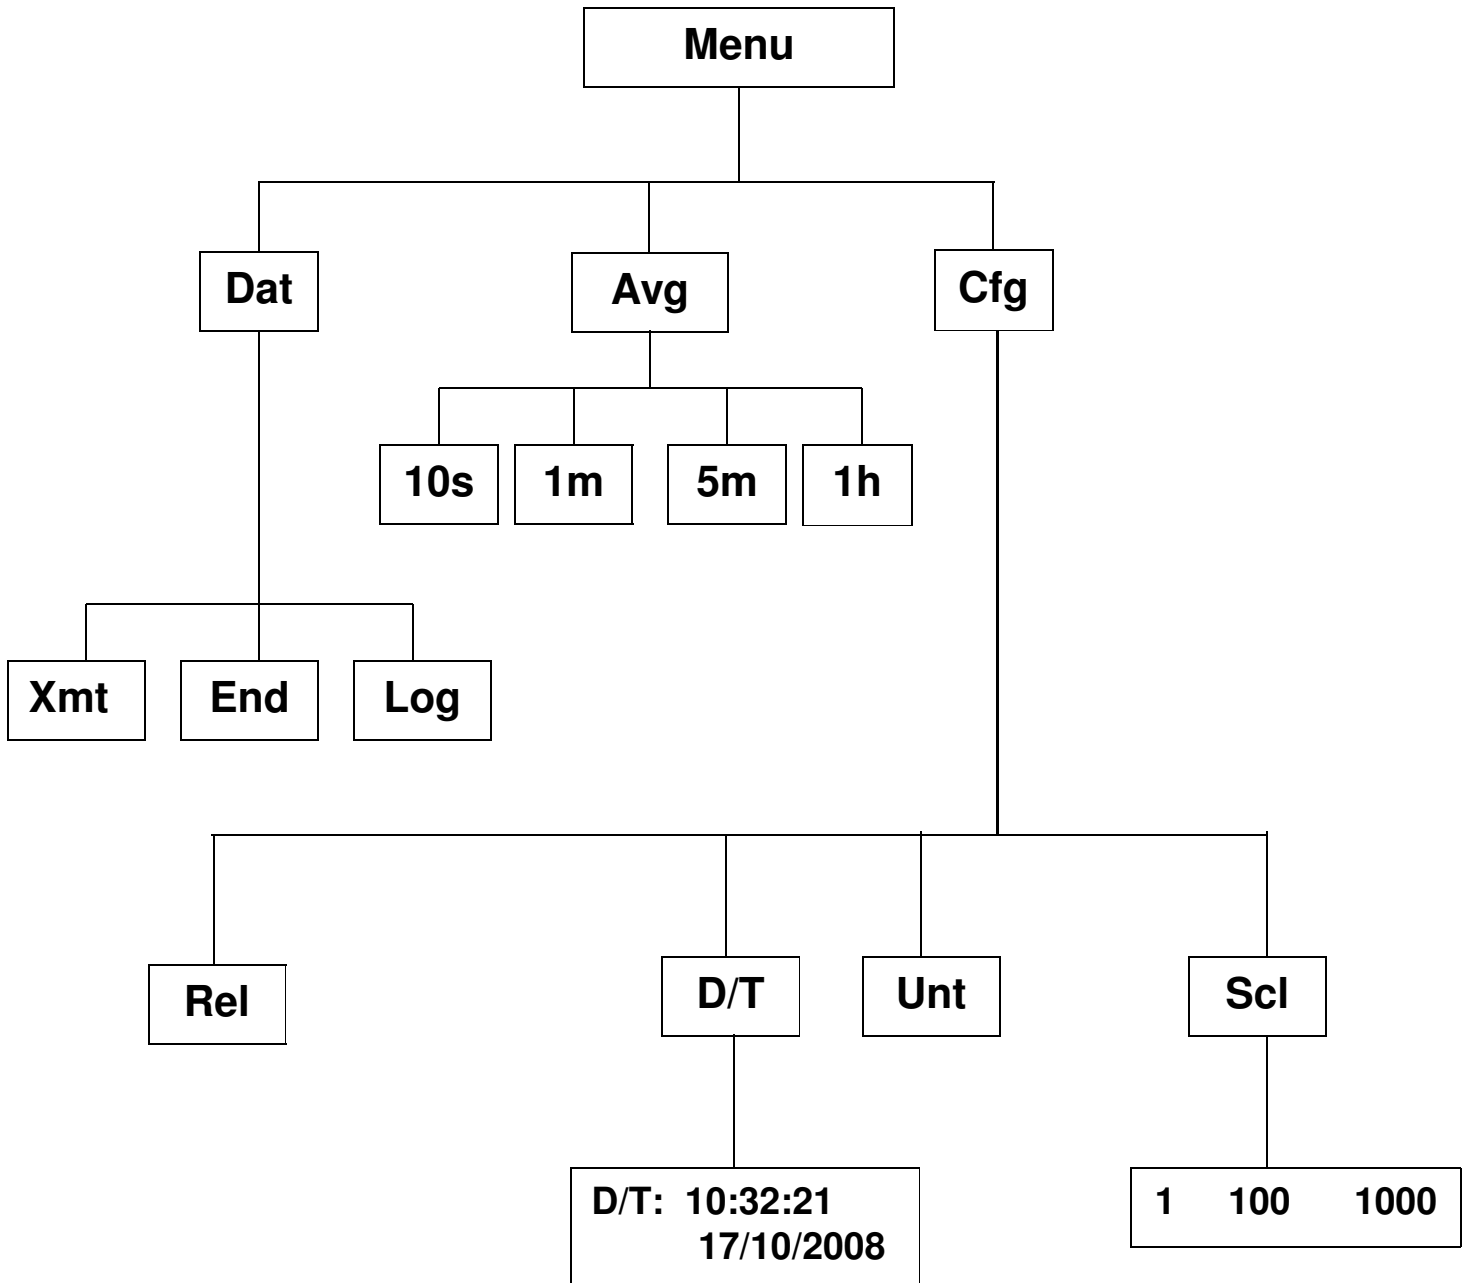 Menu
Dat
Avg
Cfg
10s
1m
5m
1h
Xmt
End
Log
Rel
D/T
Unt
Scl
D/T: 10:32:21
17/10/2008
1 100 1000